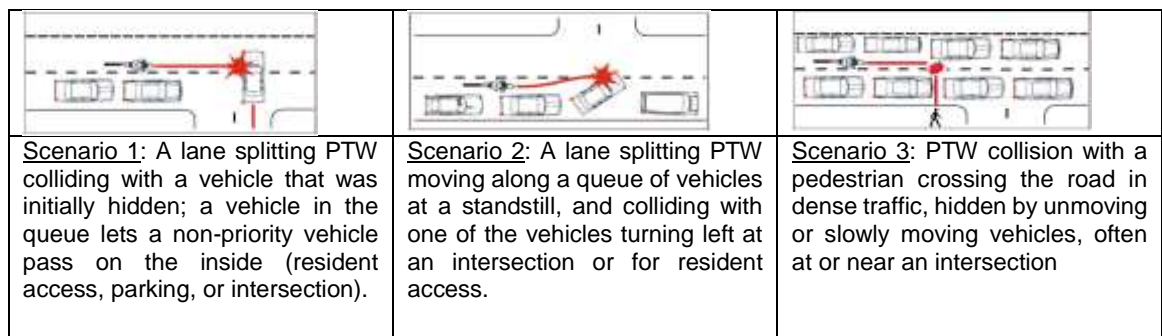 Scenario 1: A lane splitting PTW
colliding with a vehicle that was
initially hidden; a vehicle in the
queue lets a non-priority vehicle
pass on the inside (resident
access, parking, or intersection).
Scenario 2: A lane splitting PTW
moving along a queue of vehicles
at a standstill, and colliding with
one of the vehicles turning left at
an intersection or for resident
access.
Scenario 3: PTW collision with a
pedestrian crossing the road in
dense traffic, hidden by unmoving
or slowly moving vehicles, often
at or near an intersection